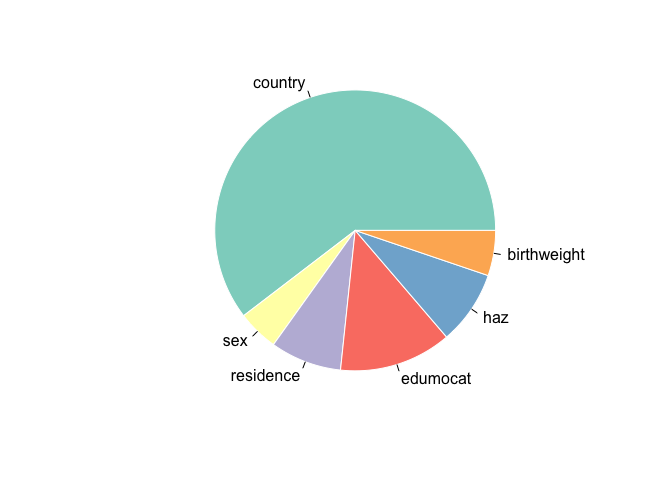 country
birthweight
haz
sex
residence
edumocat